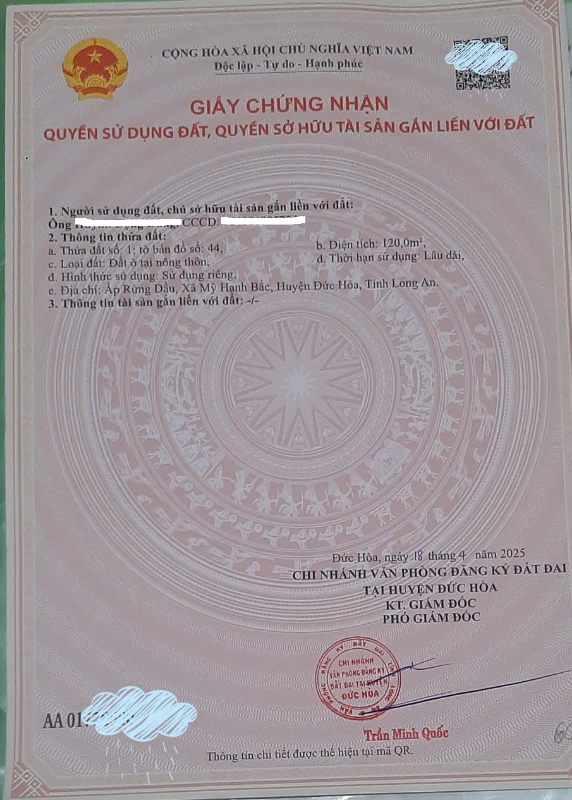 CỘNG HÒA XÃ HỘI CHỦ NGHĨA VIỆT NAM
Độc lập - Tự do - Hạnh phúc
GIẤY CHỨNG NHẬN
QUYỀN SỬ DỤNG ĐẤT, QUYỀN SỞ HỮU TÀI SẢN GẮN LIỀN VỚI ĐẤT
1. Người sử dụng đất, chủ sở hữu tài sản gắn liền với đất:
Ông CCCD:
2. Thông tin thửa đất:
a. Thửa đất số: 1; tờ bản đồ số: 44, b. Diện tích: 120,0m²,
c. Loại đất: Đất ở tại nông thôn, d. Thời hạn sử dụng: Lâu dài,
đ. Hình thức sử dụng: Sử dụng riêng,
e. Địa chỉ: Ấp Rừng Dầu, Xã Mỹ Hạnh Bắc, Huyện Đức Hòa, Tỉnh Long An.
3. Thông tin tài sản gắn liền với đất: -/-
Đức Hòa, ngày 18 tháng 4 năm 2025
CHI NHÁNH VĂN PHÒNG ĐĂNG KÝ ĐẤT ĐAI
TẠI HUYỆN ĐỨC HÒA
KT. GIÁM ĐỐC
PHÓ GIÁM ĐỐC
CHI NHÁNH
VĂN PHÒNG ĐĂNG KÝ
ĐẤT ĐAI TẠI HUYỆN
ĐỨC HÒA
AA 01
Trần Minh Quốc
Thông tin chi tiết được thể hiện tại mã QR.